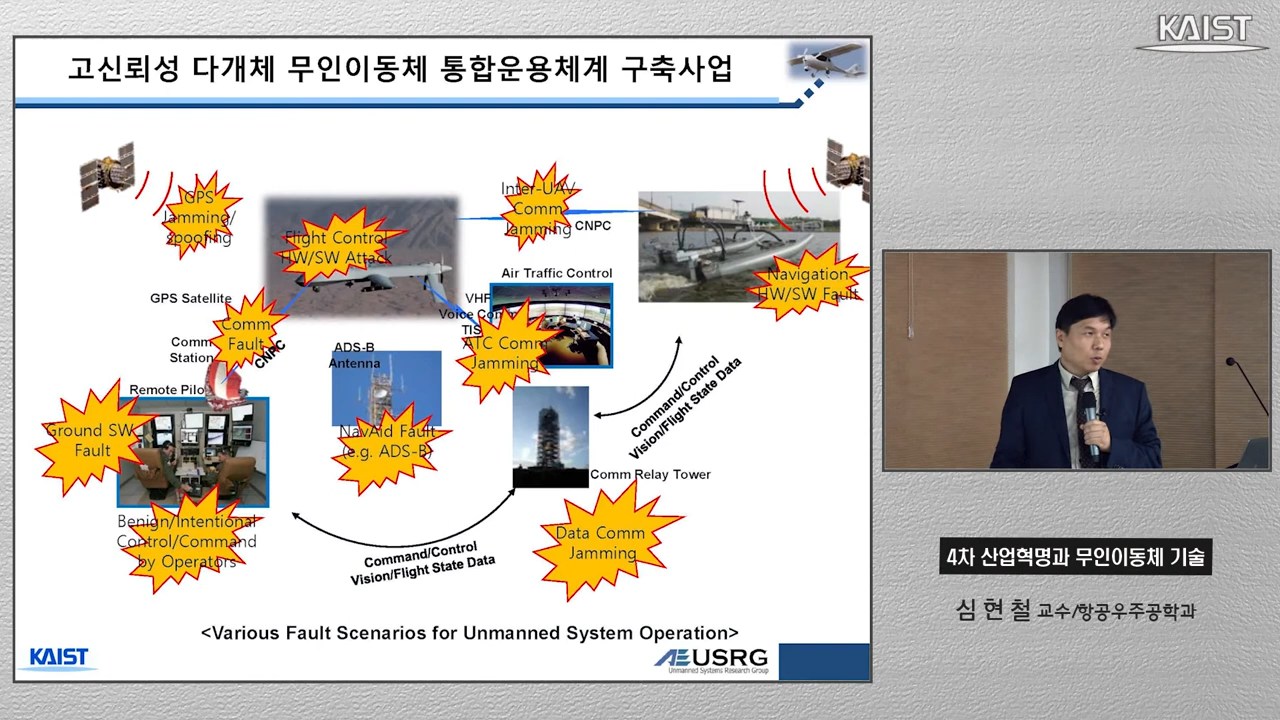 KAIST
고신뢰성 다개체 무인이동체 통합운용체계 구축사업
GPS
Jamming/
spoofing
Flight Control
HW/SW Attack
Inter-UAV
Comm
Jamming
CNPC
Navigation
HW/SW Fault
Air Traffic Control
GPS Satellite
VHF
Voice Com
TIS
ATC Comm
Jamming
Comm
Fault
CNPC
Comm
Station
ADS-B
Antenna
Remote Pilo
Ground SW
Fault
NavAid Fault
(e.g. ADS-B)
Command/Control
Vision/Flight State Data
Comm Relay Tower
Benign/Intentional
Control/Command
by Operators
Data Comm
Jamming
Command/Control
Vision/Flight State Data
<Various Fault Scenarios for Unmanned System Operation>
KAIST
USRG
Unmanned Systems Research Group
4차 산업혁명과 무인이동체 기술
심현철 교수/항공우주공학과